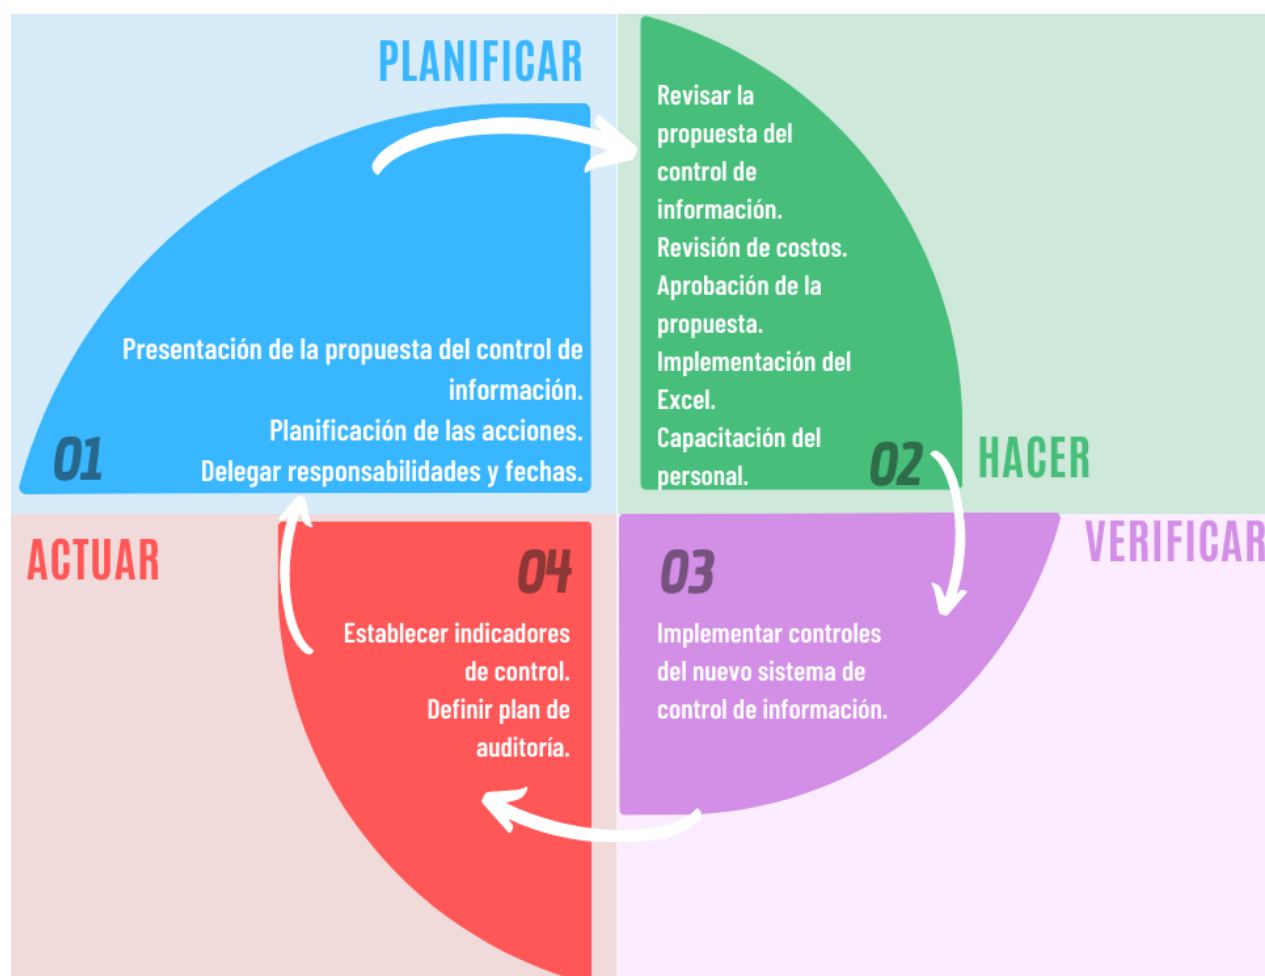 PLANIFICAR
Presentación de la propuesta del control de
información.
Planificación de las acciones.
Delegar responsabilidades y fechas.
01
Revisar la
propuesta del
control de
información.
Revisión de costos.
Aprobación de la
propuesta.
Implementación del
Excel.
Capacitación del
personal.
02
HACER
VERIFICAR
03
Implementar controles
del nuevo sistema de
control de información.
ACTUAR
04
Establecer indicadores
de control.
Definir plan de
auditoría.